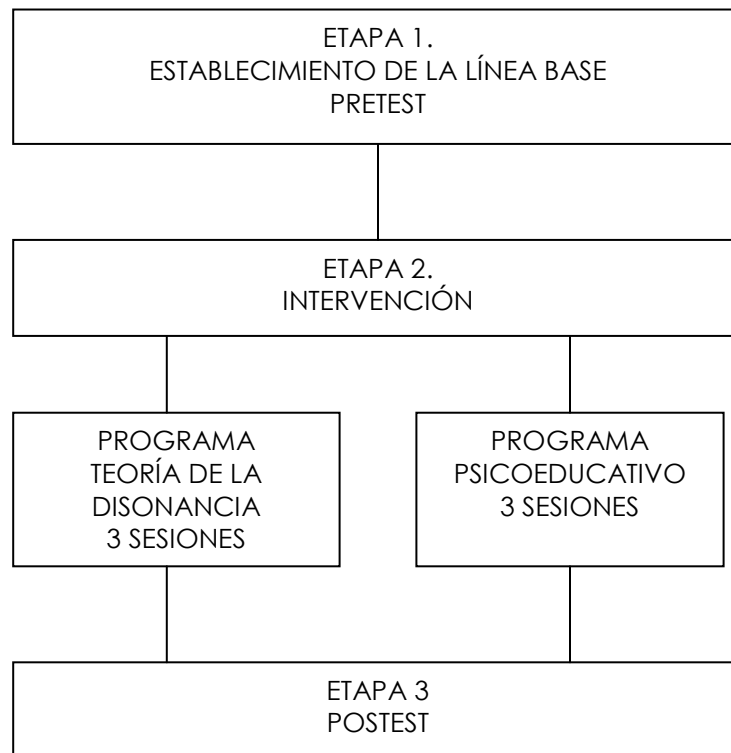 ETAPA 1.
ESTABLECIMIENTO DE LA LÍNEA BASE
PRETEST
ETAPA 2.
INTERVENCIÓN
PROGRAMA
TEORÍA DE LA
DISONANCIA
3 SESIONES
PROGRAMA
PSICOEDUCATIVO
3 SESIONES
ETAPA 3
POSTEST